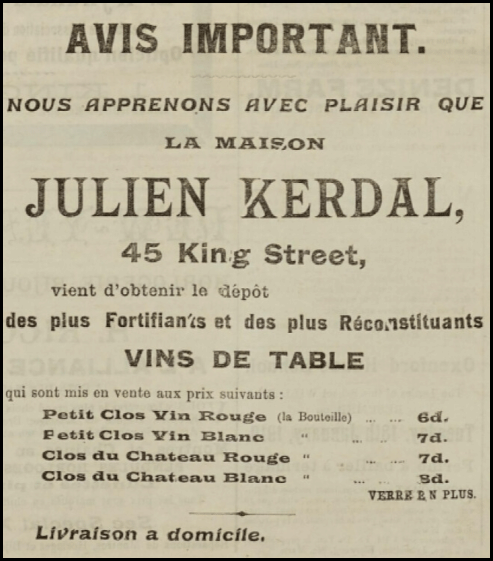 AVIS IMPORTANT.
NOUS APPRENONS AVEC PLAISIR QUE
LA MAISON
JULIEN KERDAL,
45 King Street,
vient d'obtenir le dépôt
des plus Fortifiants et des plus Réconstituants
VINS DE TABLE
qui sont mis en vente aux prix suivants :
Petit Clos Vin Rouge (la Bouteille) ... ... 6d.
Petit Clos Vin Blanc " ... ... 7d.
Clos du Chateau Rouge " ... ... 7d.
Clos du Chateau Blanc " ... ... 8d.
VERRE EN PLUS.
Livraison a domicile.